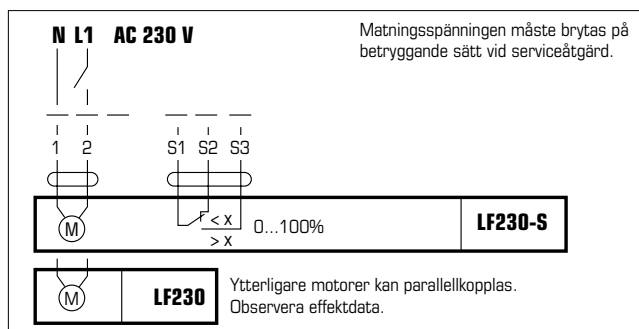 N L1 AC 230 V
Matningsspänningen måste brytas på
betryggande sätt vid serviceåtgärd.
1 2 S1 S2 S3
M < X 0...100% LF230-S
> X
M LF230
Ytterligare motorer kan parallellkopplas.
Observera effektdata.